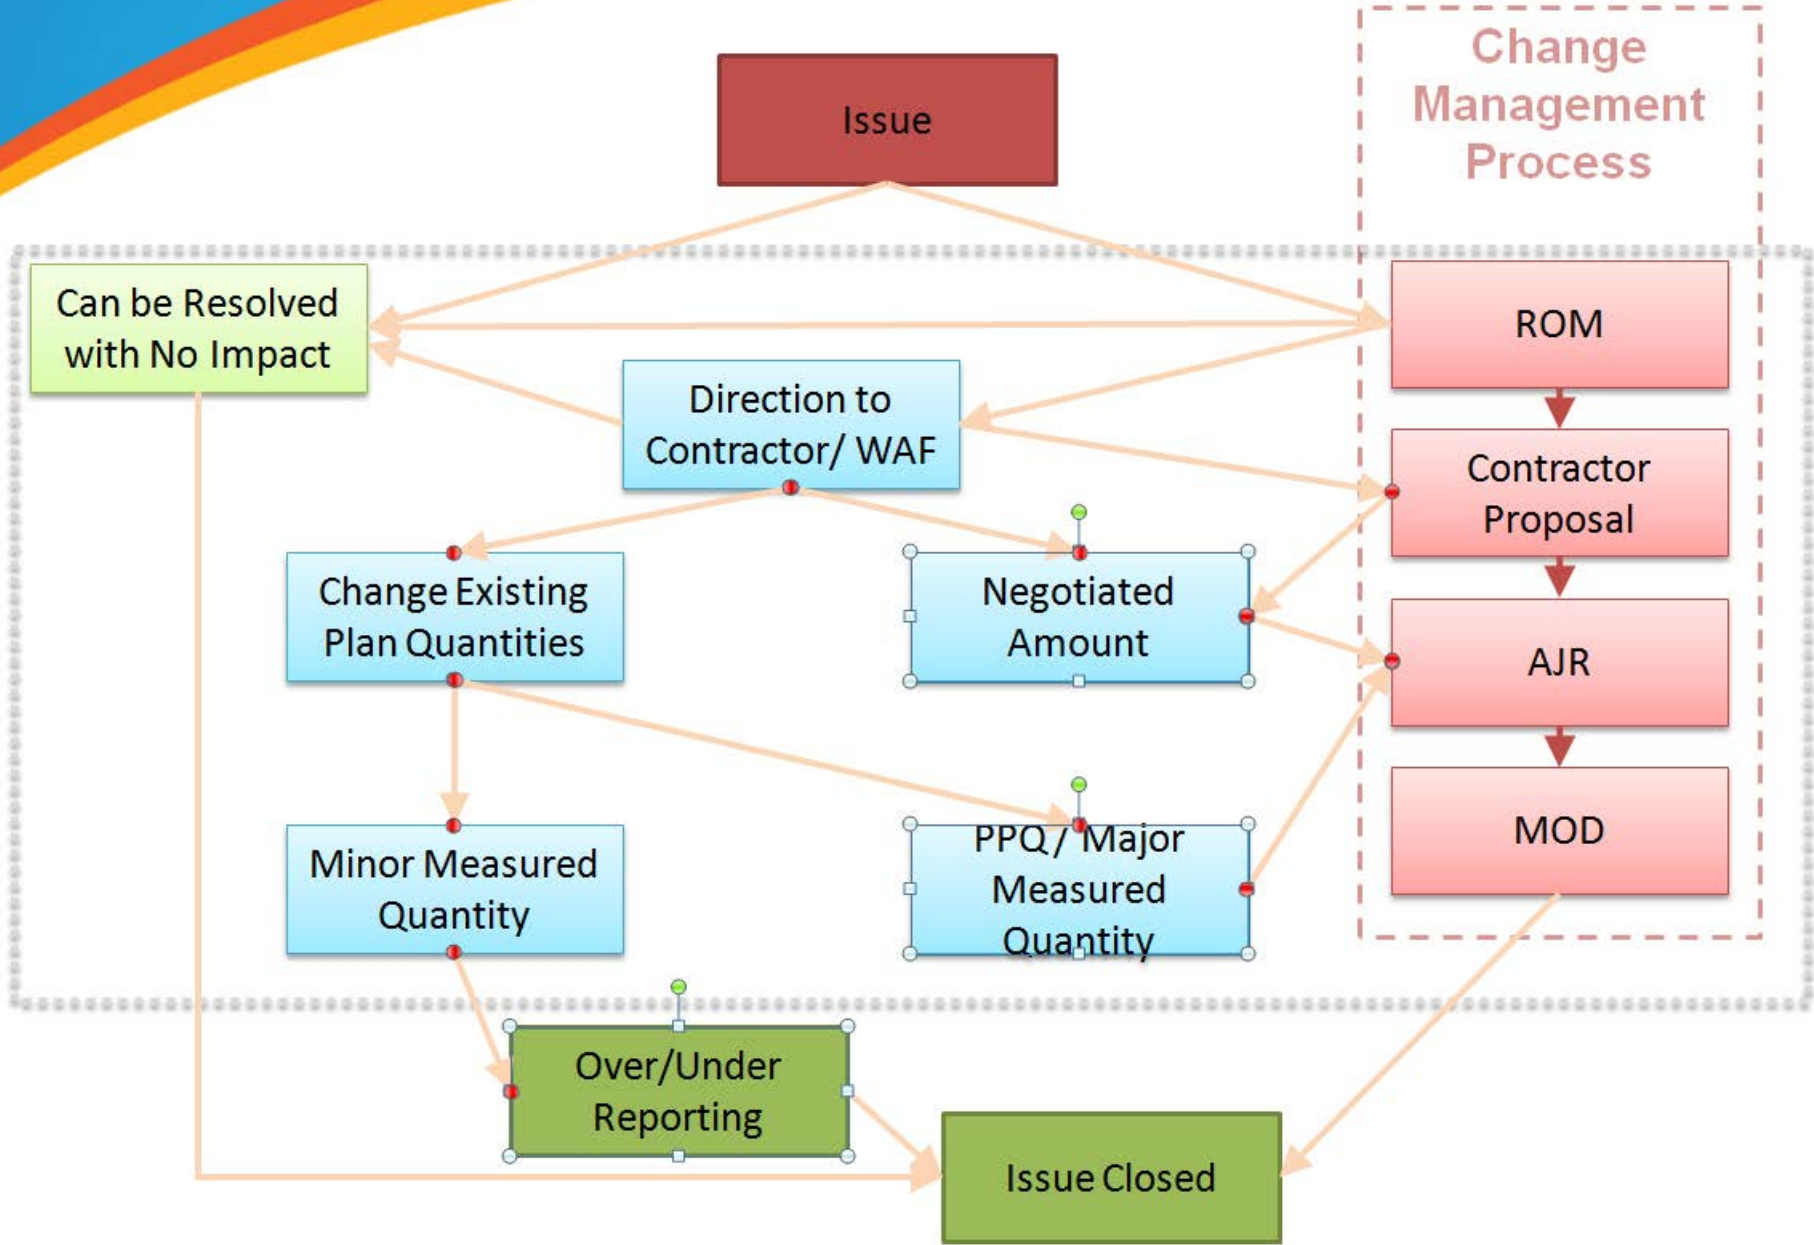 Change
Management
Process
Issue
Can be Resolved
with No Impact
ROM
Direction to
Contractor/ WAF
Contractor
Proposal
Change Existing
Plan Quantities
Negotiated
Amount
AJR
Minor Measured
Quantity
PPQ / Major
Measured
Quantity
MOD
Over/Under
Reporting
Issue Closed